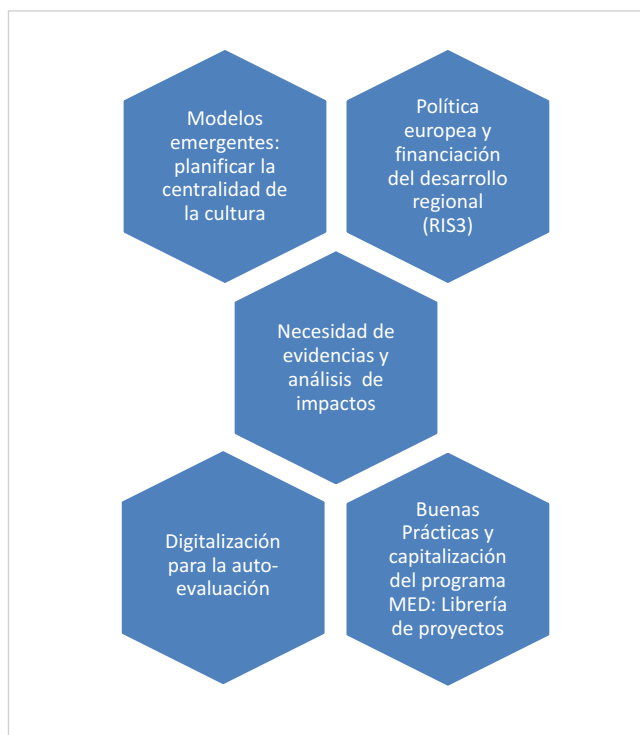 Modelos
emergentes:
planificar la
centralidad de
la cultura
Política
europea y
financiación
del desarrollo
regional
(RIS3)
Necesidad de
evidencias y
análisis de
impactos
Digitalización
para la auto-
evaluación
Buenas
Prácticas y
capitalización
del programa
MED: Librería
de proyectos